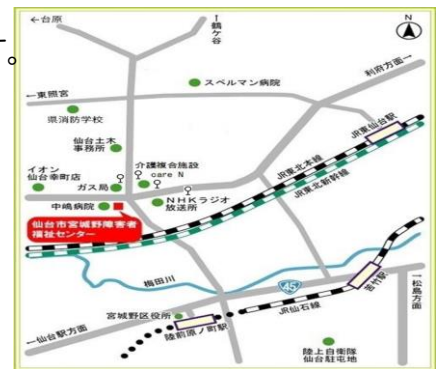 す。
←台原
↑鶴ケ谷
N
スペルマン病院
利府方面→
←東照宮
県消防学校
JR東仙台駅
仙台土木
事務所
JR東北本線
イオン
仙台幸町店
介護複合施設
care N
ガス局
JR東北新幹線
NHKラジオ
放送所
中嶋病院
仙台市宮城野障害者
福祉センター
梅田川
45
苦竹駅
→松島方面
宮城野区役所
JR仙石線
←仙台駅方面
陸前原ノ町駅
陸上自衛隊
仙台駐屯地